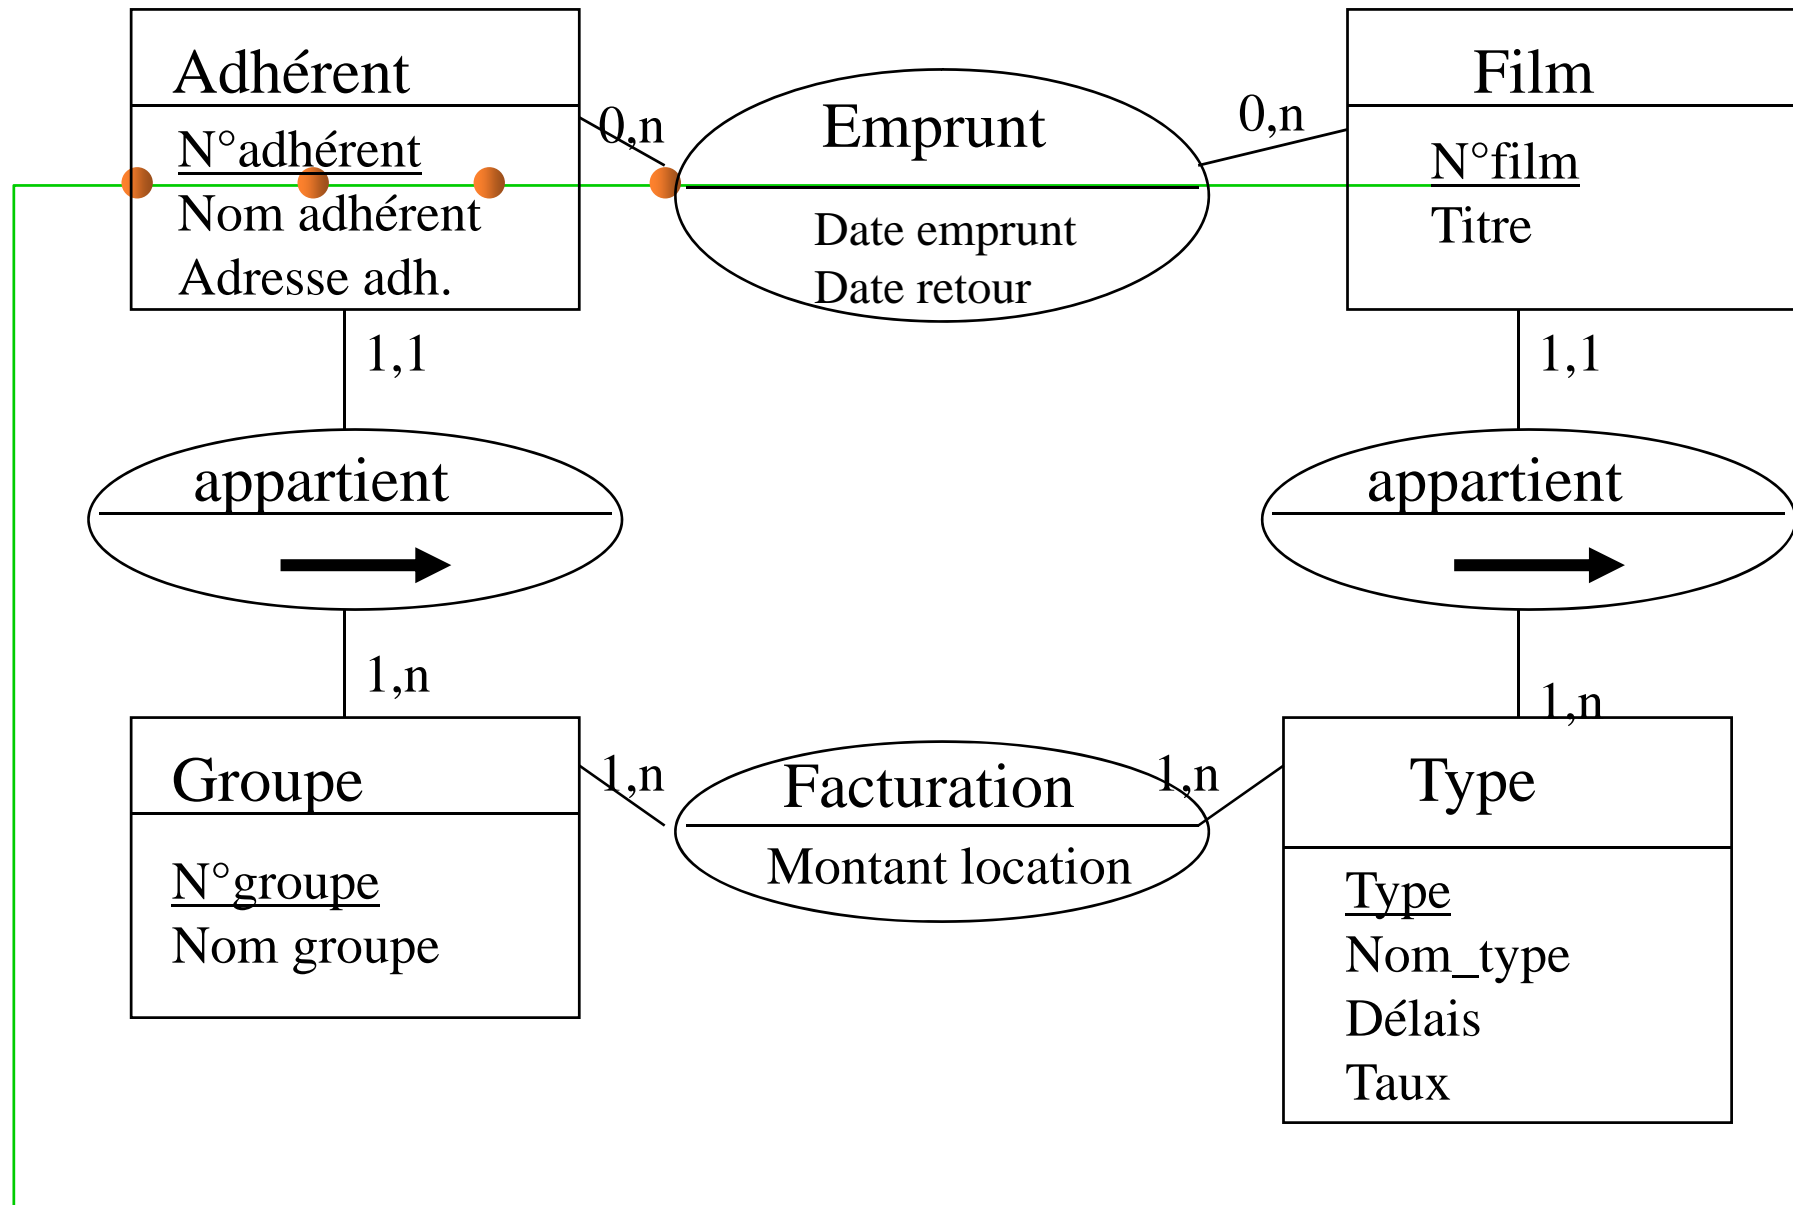 Adhérent
N°adhérent
Nom adhérent
Adresse adh.
0,n
Emprunt
Date emprunt
Date retour
0,n
Film
N°film
Titre
1,1
1,1
appartient
appartient
1,n
1,n
Groupe
N°groupe
Nom groupe
1,n
Facturation
Montant location
1,n
Type
Type
Nom_type
Délais
Taux